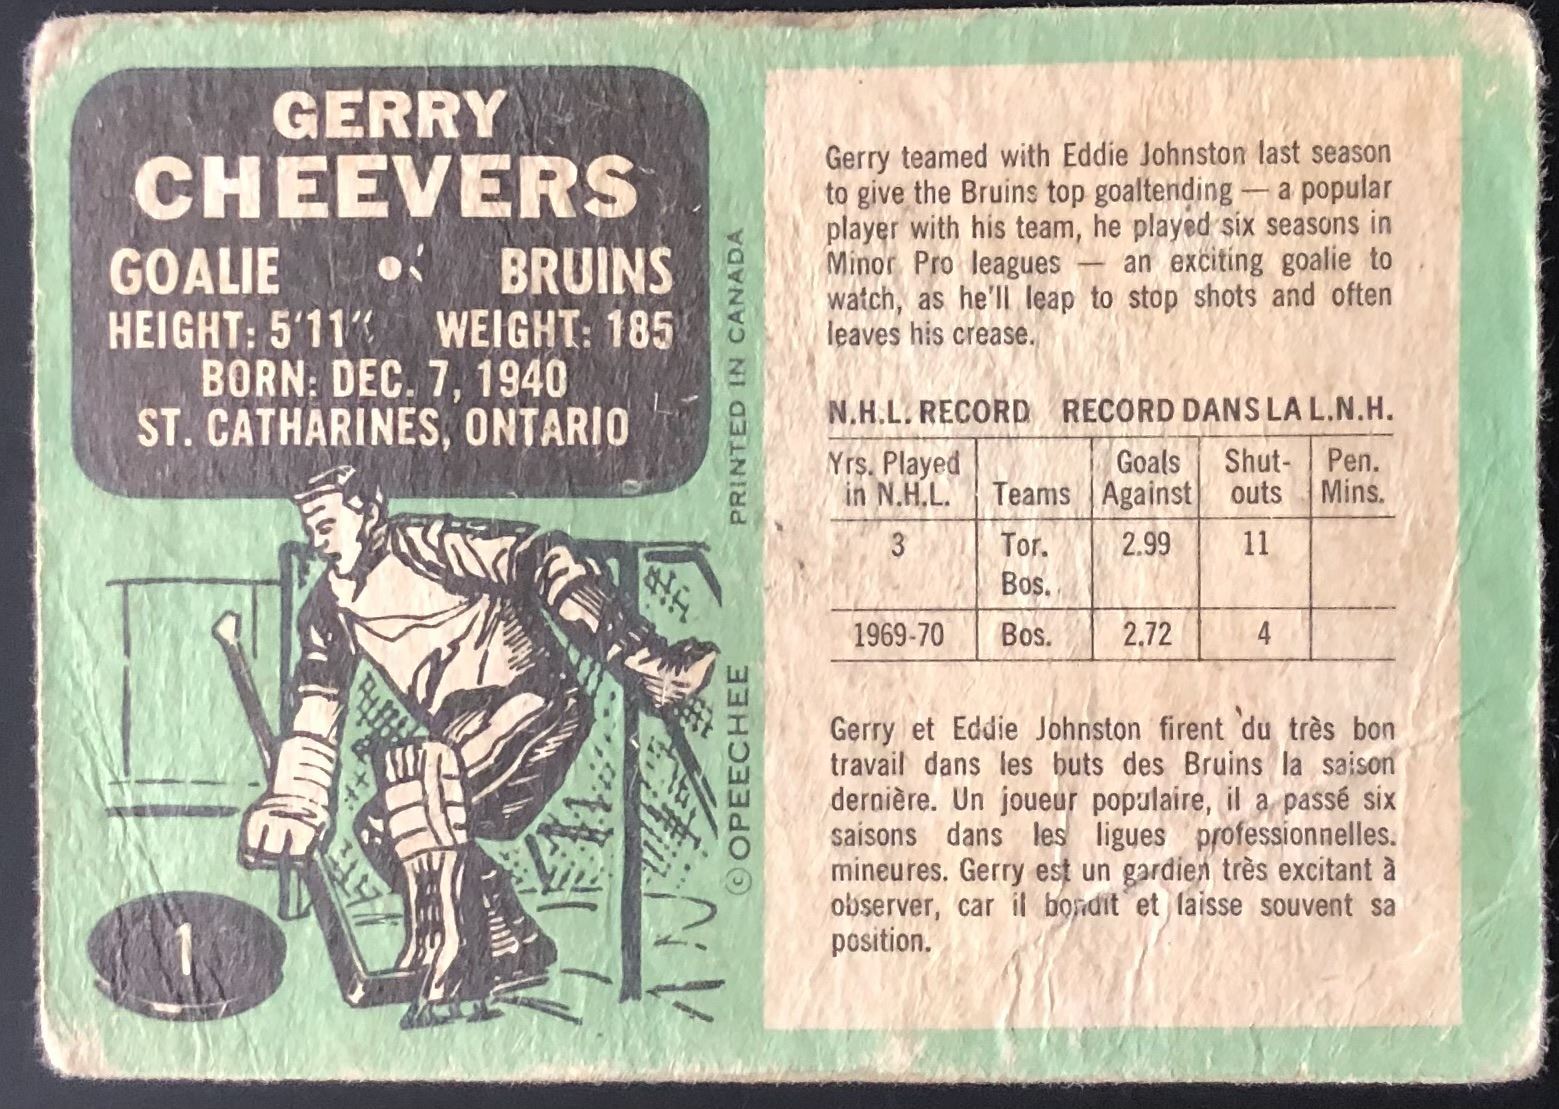 GERRY
CHEEVERS
GOALIE • BRUINS
HEIGHT: 5'11" WEIGHT: 185
BORN: DEC. 7, 1940
ST. CATHARINES, ONTARIO
1
©OPEECHEE PRINTED IN CANADA
Gerry teamed with Eddie Johnston last season
to give the Bruins top goaltending — a popular
player with his team, he played six seasons in
Minor Pro leagues — an exciting goalie to
watch, as he'll leap to stop shots and often
leaves his crease.
N.H.L. RECORD RECORD DANS LA L.N.H.
Yrs. Played Goals Shut- Pen.
in N.H.L. Teams Against outs Mins.
3 Tor. 2.99 11
Bos.
1969-70 Bos. 2.72 4
Gerry et Eddie Johnston firent du très bon
travail dans les buts des Bruins la saison
dernière. Un joueur populaire, il a passé six
saisons dans les ligues professionnelles.
mineures. Gerry est un gardien très excitant à
observer, car il bondit et laisse souvent sa
position.